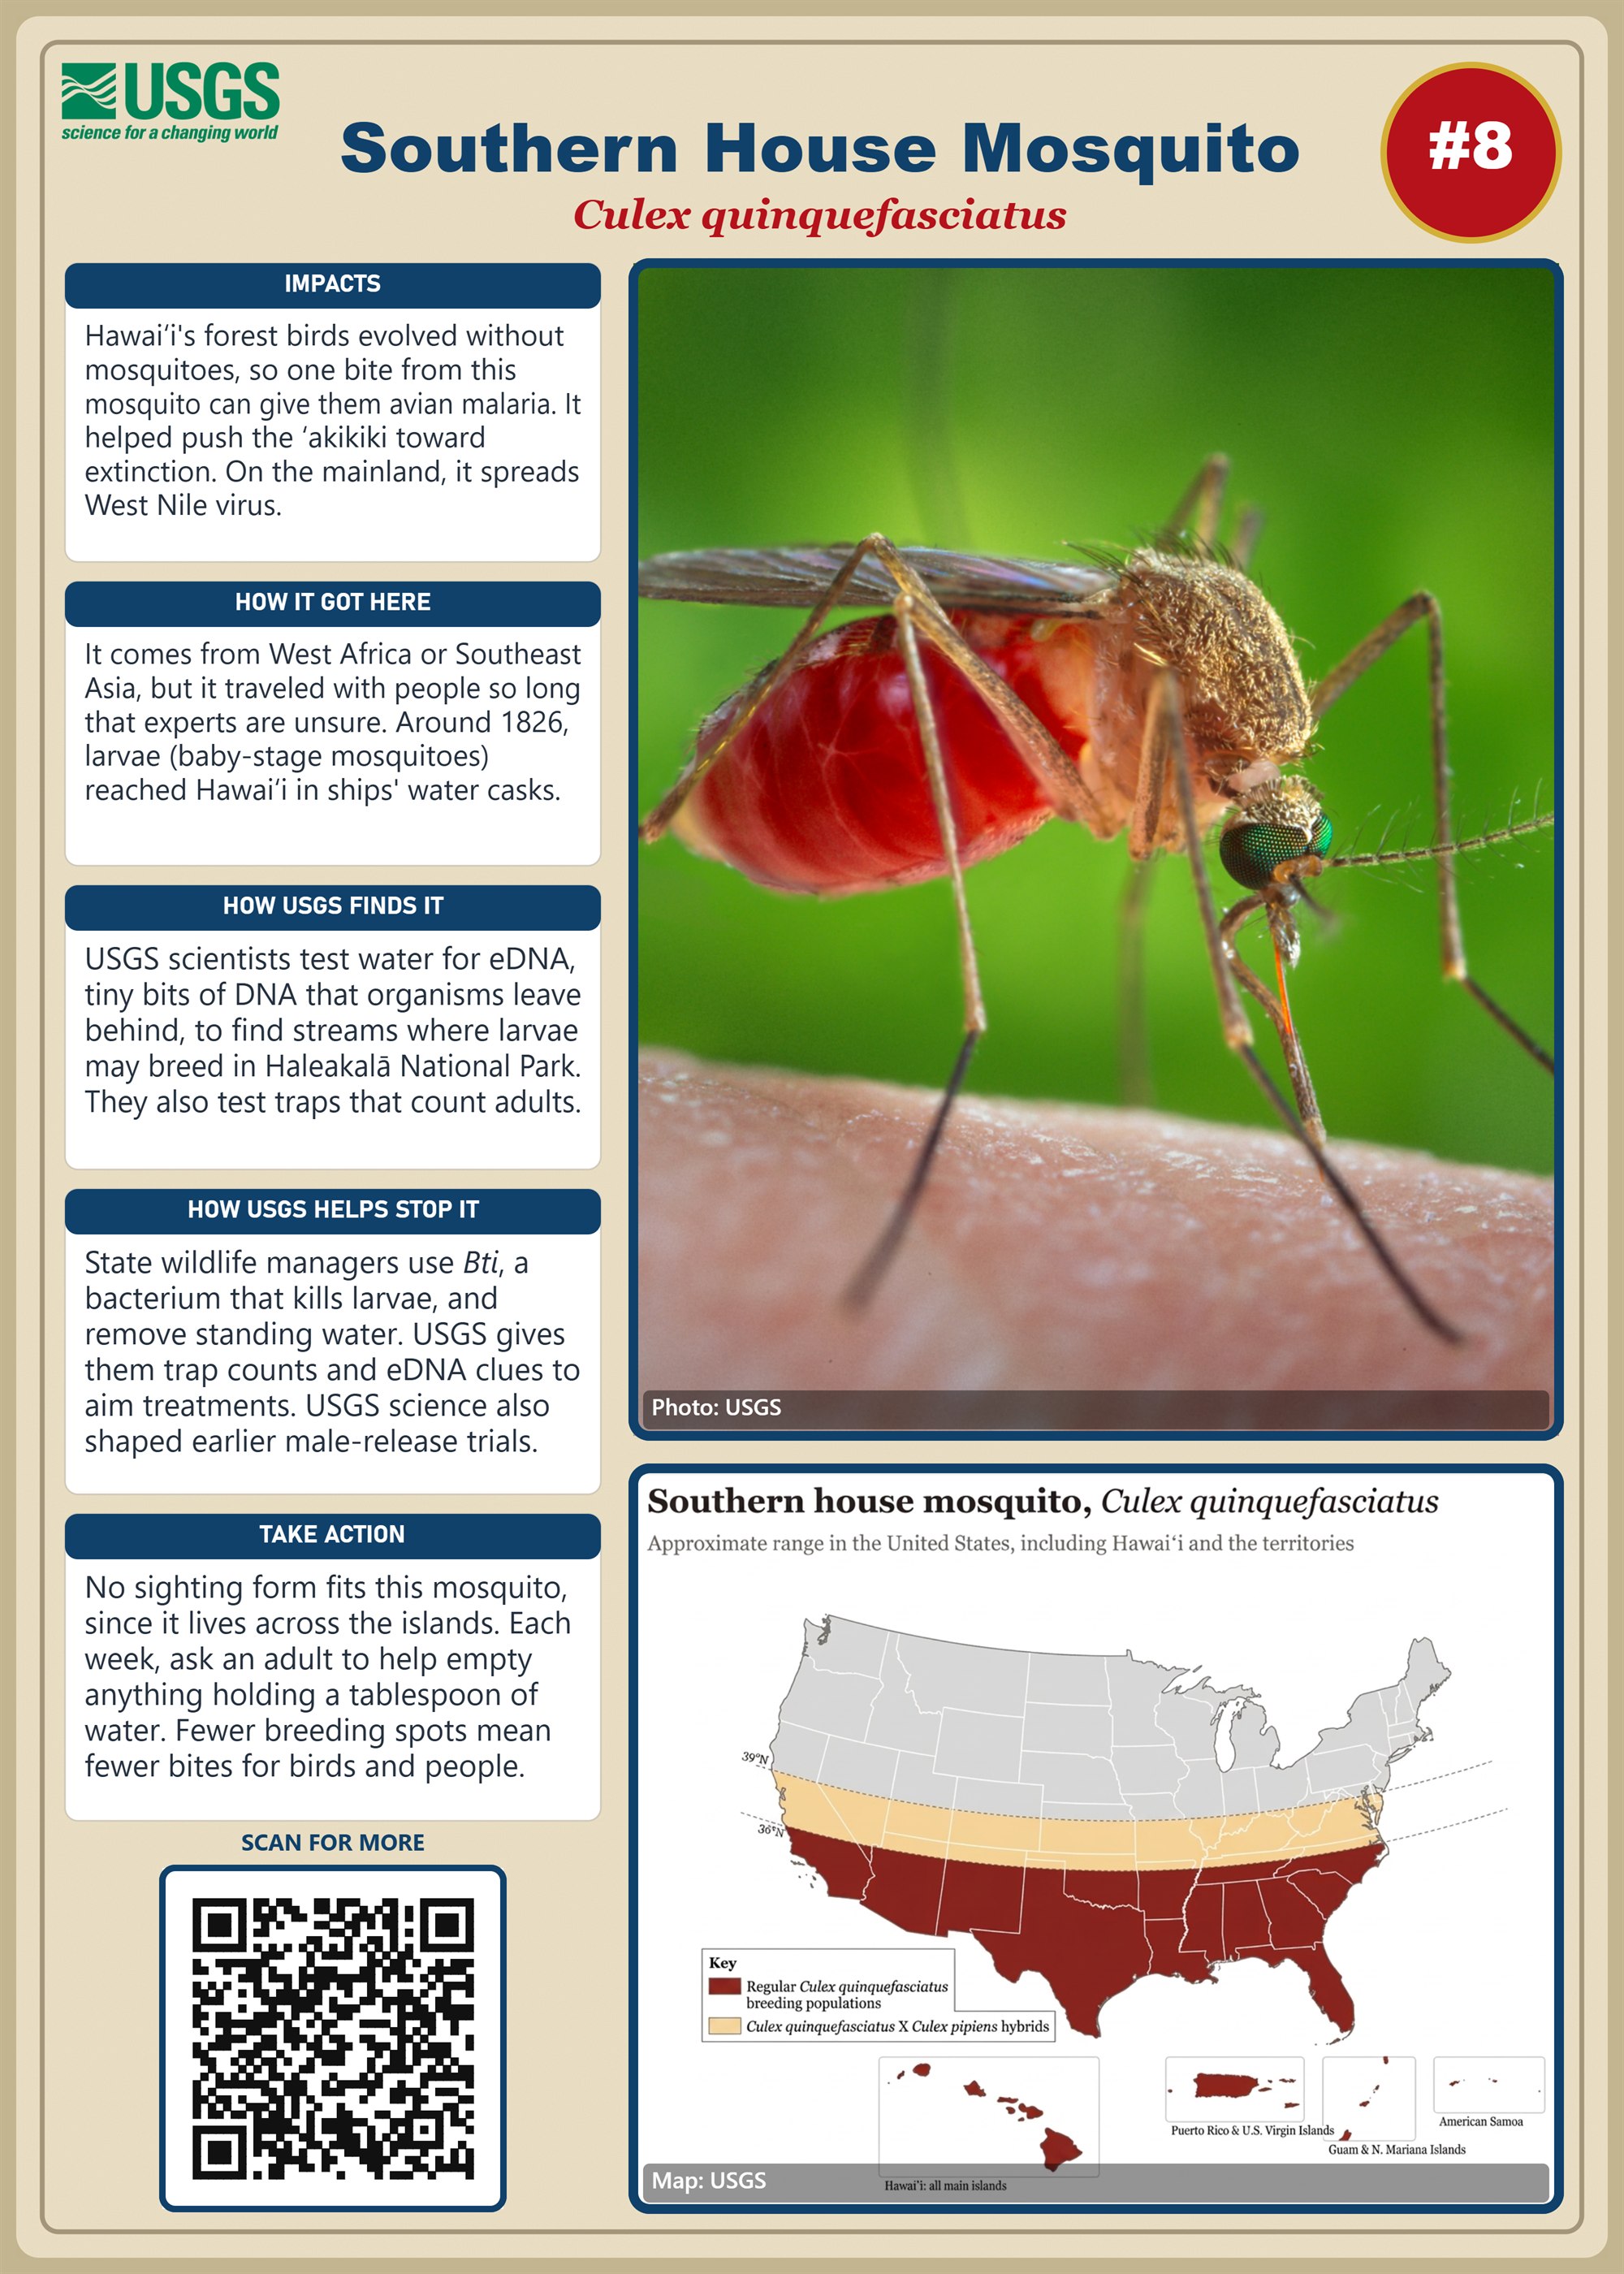 USGS
science for a changing world
Southern House Mosquito
Culex quinquefasciatus
#8
IMPACTS
Hawaiʻi's forest birds evolved without
mosquitoes, so one bite from this
mosquito can give them avian malaria. It
helped push the ʻakikiki toward
extinction. On the mainland, it spreads
West Nile virus.
HOW IT GOT HERE
It comes from West Africa or Southeast
Asia, but it traveled with people so long
that experts are unsure. Around 1826,
larvae (baby-stage mosquitoes)
reached Hawaiʻi in ships' water casks.
HOW USGS FINDS IT
USGS scientists test water for eDNA,
tiny bits of DNA that organisms leave
behind, to find streams where larvae
may breed in Haleakalā National Park.
They also test traps that count adults.
HOW USGS HELPS STOP IT
State wildlife managers use Bti, a
bacterium that kills larvae, and
remove standing water. USGS gives
them trap counts and eDNA clues to
aim treatments. USGS science also
shaped earlier male-release trials.
TAKE ACTION
No sighting form fits this mosquito,
since it lives across the islands. Each
week, ask an adult to help empty
anything holding a tablespoon of
water. Fewer breeding spots mean
fewer bites for birds and people.
SCAN FOR MORE
Photo: USGS
Southern house mosquito, Culex quinquefasciatus
Approximate range in the United States, including Hawaiʻi and the territories
39°N
36°N
Key
Regular Culex quinquefasciatus
breeding populations
Culex quinquefasciatus X Culex pipiens hybrids
Puerto Rico & U.S. Virgin Islands
American Samoa
Guam & N. Mariana Islands
Hawaiʻi: all main islands
Map: USGS